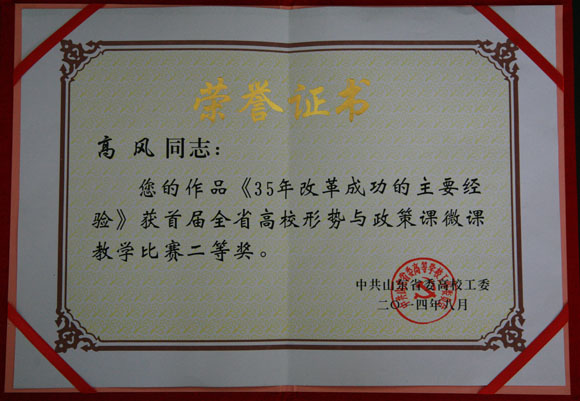 荣誉证书
高风同志：
您的作品《35年改革成功的主要经
验》获首届全省高校形势与政策课微课
教学比赛二等奖。
中共山东省委高校工委
二〇一四年八月